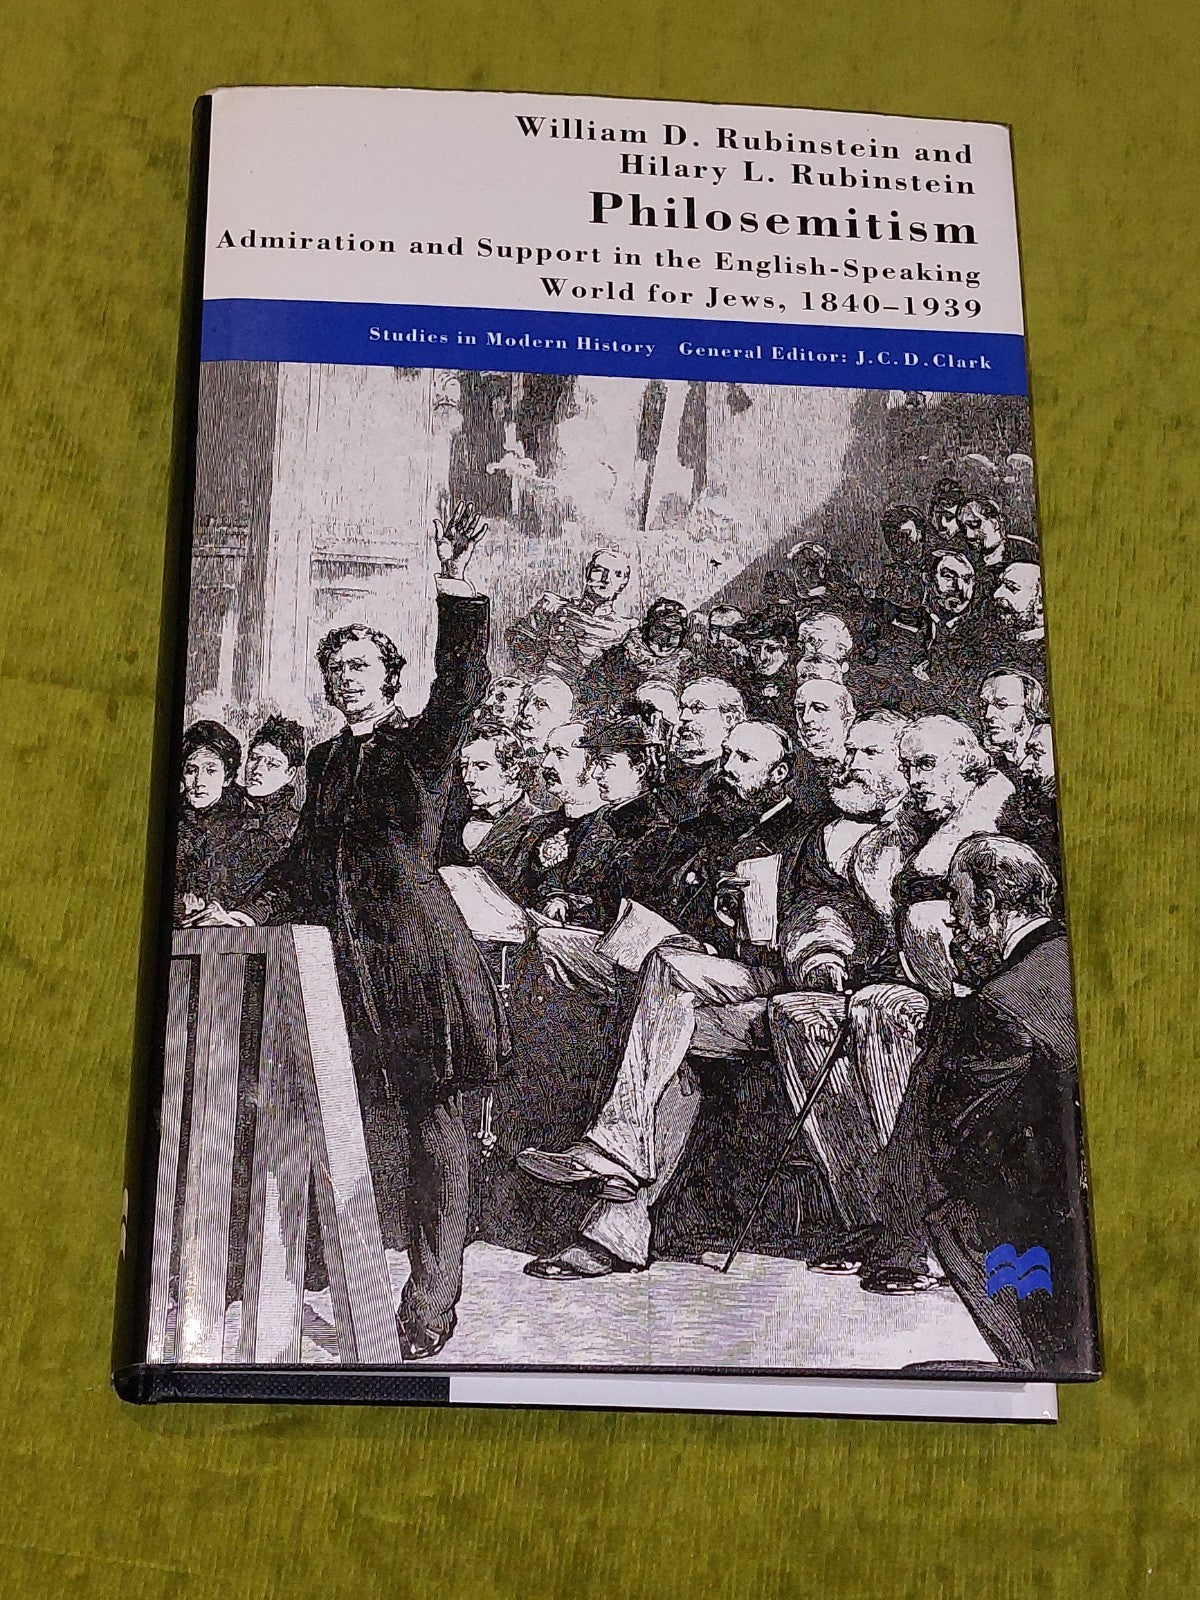 William D. Rubinstein and
Hilary L. Rubinstein
Philosemitism
Admiration and Support in the English-Speaking
World for Jews, 1840–1939
Studies in Modern History General Editor: J.C.D.Clark